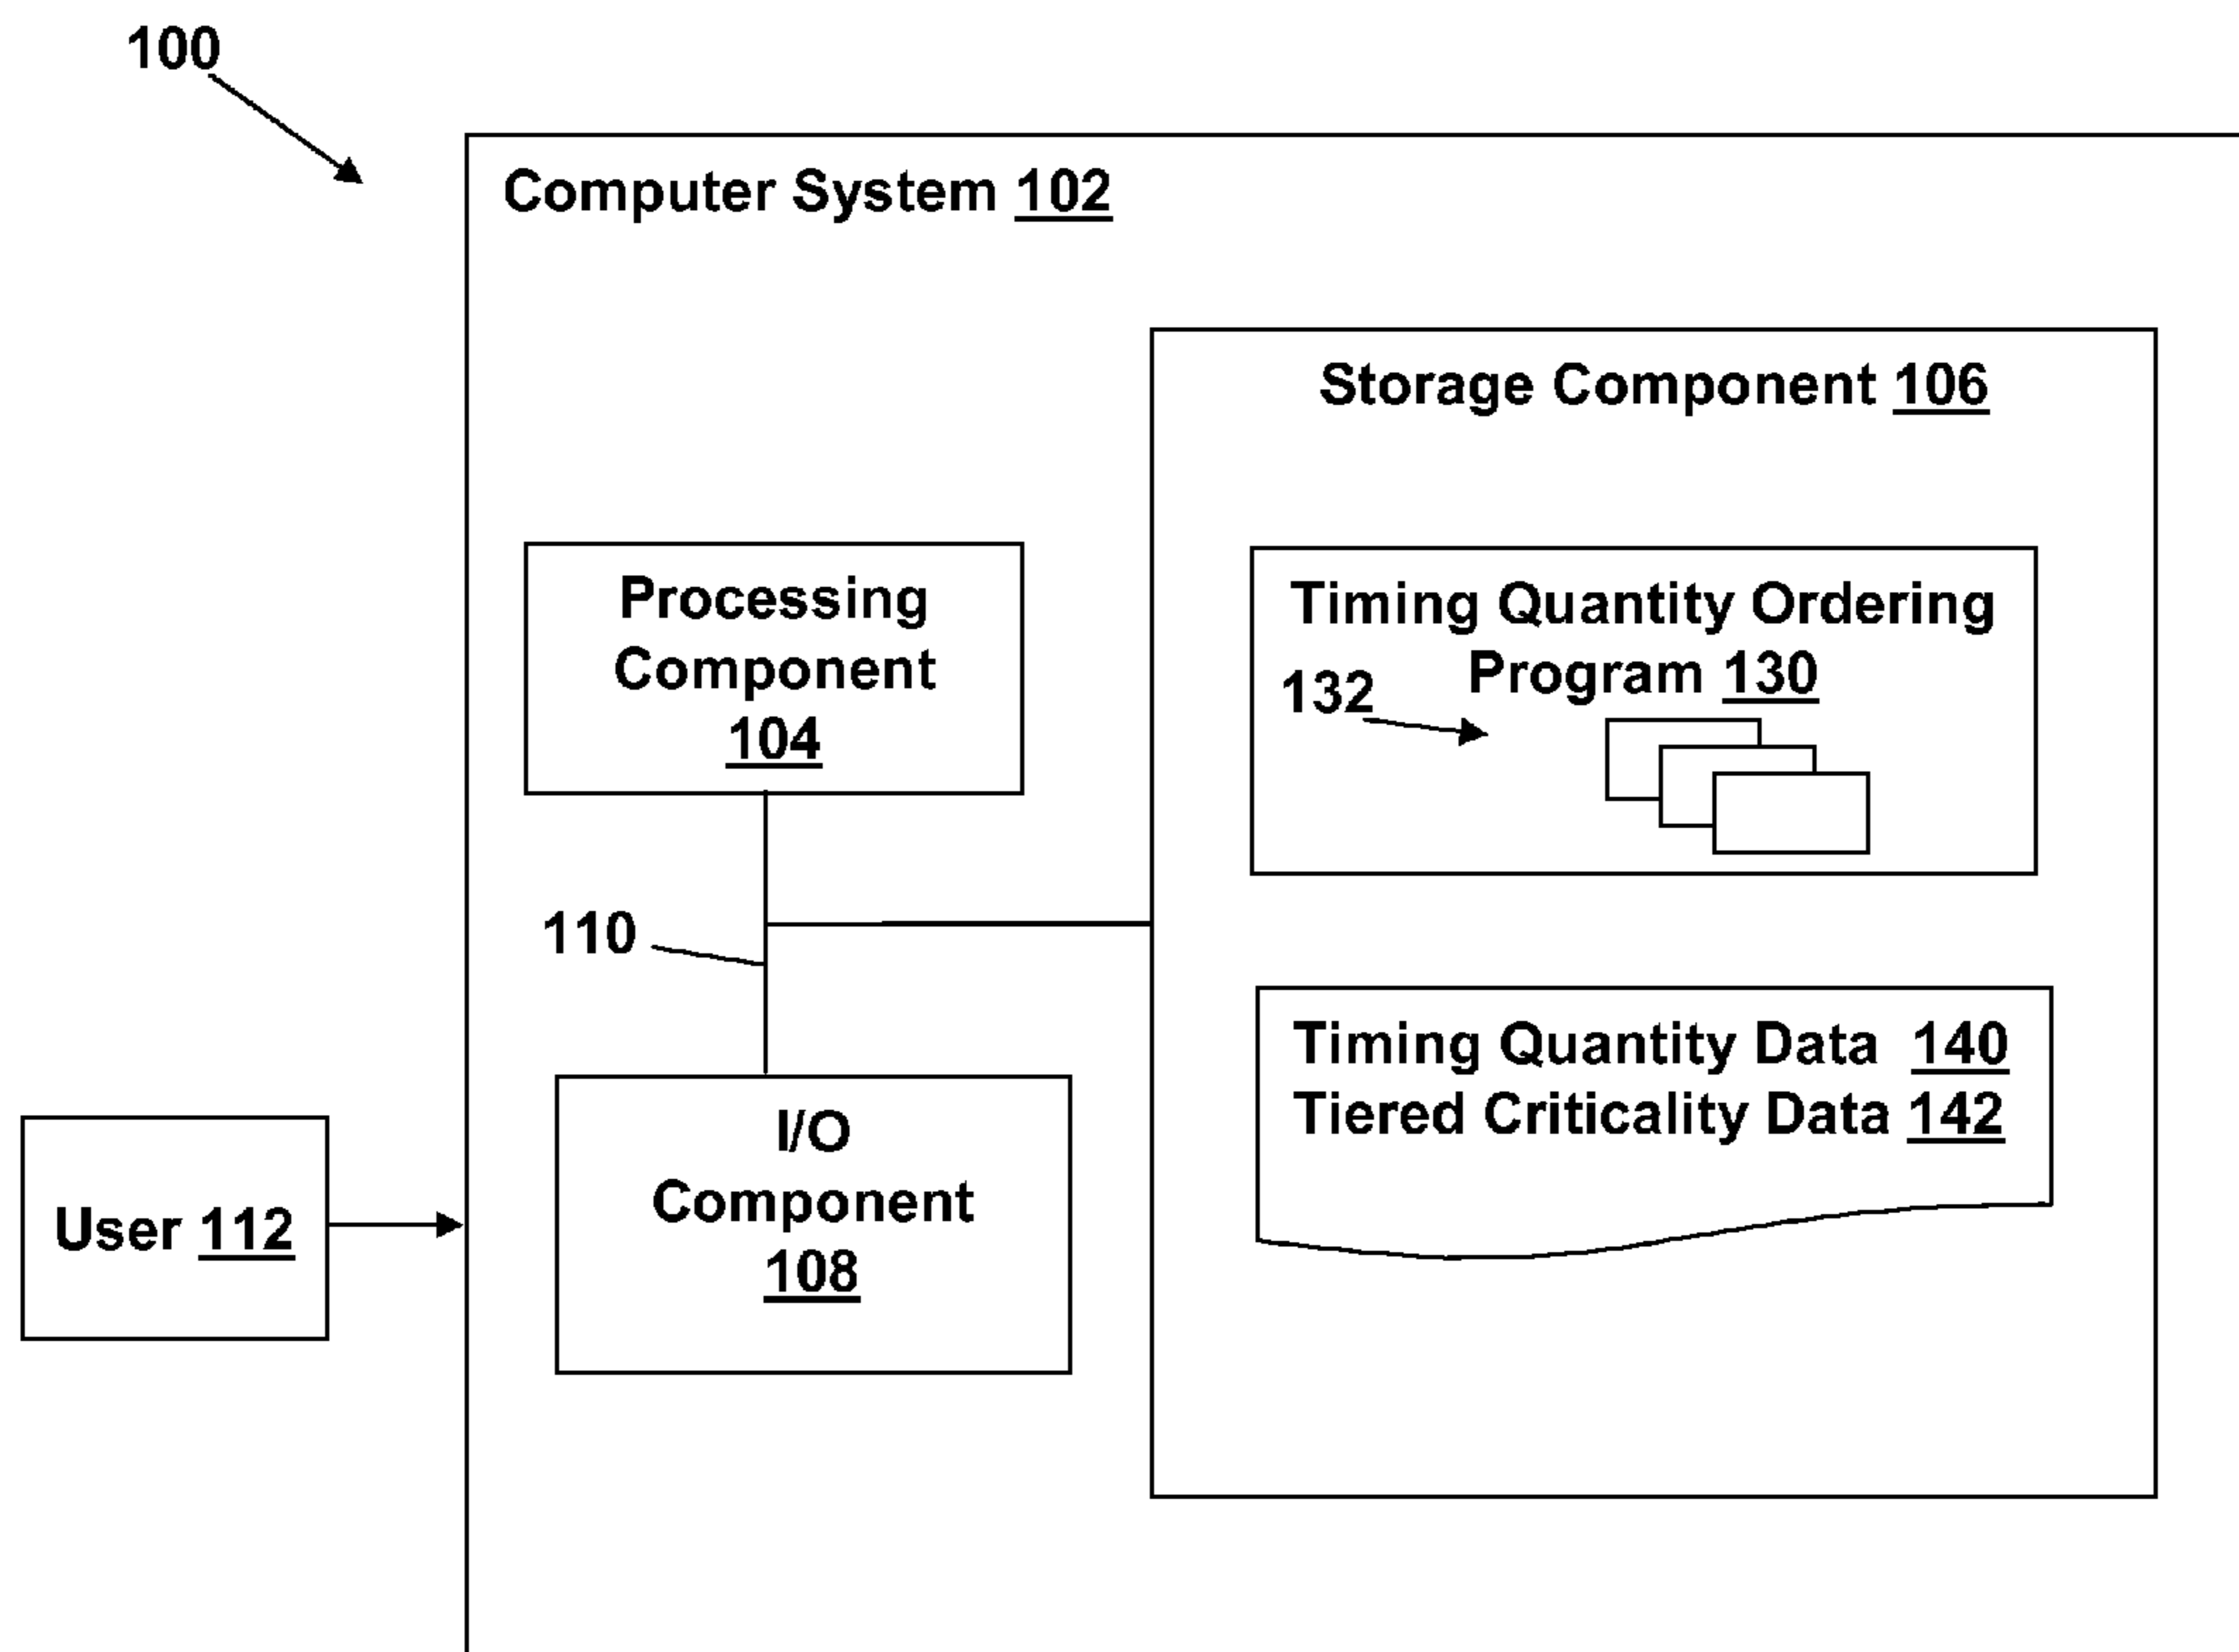 100
Computer System 102
Storage Component 106
Processing
Component
104
Timing Quantity Ordering
Program 130
132
110
I/O
Component
108
Timing Quantity Data 140
Tiered Criticality Data 142
User 112